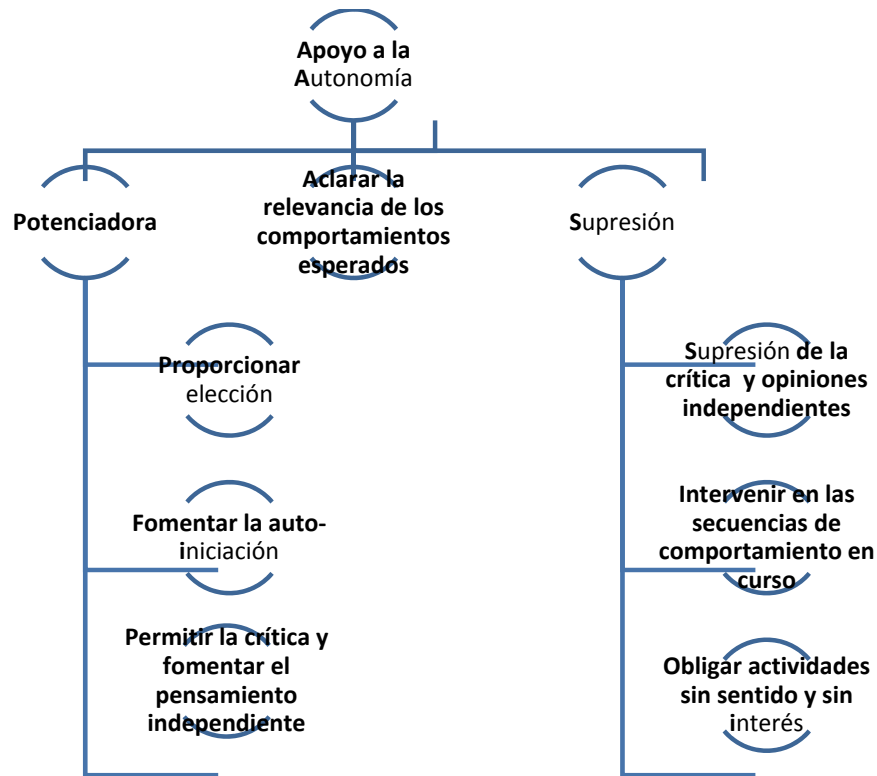 Apoyo a la
Autonomía
Potenciadora
Aclarar la
relevancia de los
comportamientos
esperados
Supresión
Proporcionar
elección
Fomentar la auto-
iniciación
Permitir la crítica y
fomentar el
pensamiento
independiente
Supresión de la
crítica y opiniones
independientes
Intervenir en las
secuencias de
comportamiento en
curso
Obligar actividades
sin sentido y sin
interés